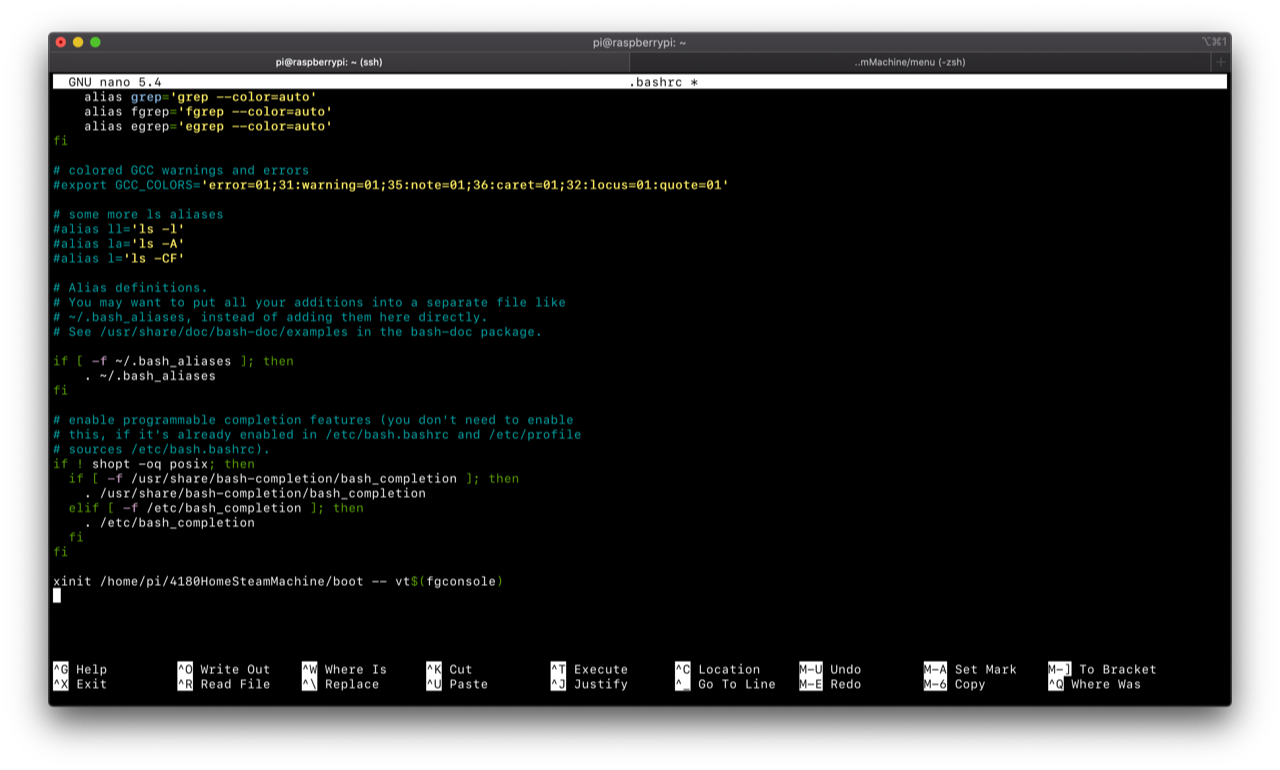 pi@raspberrypi: ~
⌥⌘1
pi@raspberrypi: ~ (ssh)
..mMachine/menu (-zsh)
GNU nano 5.4 .bashrc *
    alias grep='grep --color=auto'
    alias fgrep='fgrep --color=auto'
    alias egrep='egrep --color=auto'
fi
# colored GCC warnings and errors
#export GCC_COLORS='error=01;31:warning=01;35:note=01;36:caret=01;32:locus=01:quote=01'
# some more ls aliases
#alias ll='ls -l'
#alias la='ls -A'
#alias l='ls -CF'
# Alias definitions.
# You may want to put all your additions into a separate file like
# ~/.bash_aliases, instead of adding them here directly.
# See /usr/share/doc/bash-doc/examples in the bash-doc package.
if [ -f ~/.bash_aliases ]; then
    . ~/.bash_aliases
fi
# enable programmable completion features (you don't need to enable
# this, if it's already enabled in /etc/bash.bashrc and /etc/profile
# sources /etc/bash.bashrc).
if ! shopt -oq posix; then
  if [ -f /usr/share/bash-completion/bash_completion ]; then
    . /usr/share/bash-completion/bash_completion
  elif [ -f /etc/bash_completion ]; then
    . /etc/bash_completion
  fi
fi
xinit /home/pi/4180HomeSteamMachine/boot -- vt$(fgconsole)
^G Help ^O Write Out ^W Where Is ^K Cut ^T Execute ^C Location M-U Undo M-A Set Mark M-] To Bracket
^X Exit ^R Read File ^\ Replace ^U Paste ^J Justify ^_ Go To Line M-E Redo M-6 Copy ^Q Where Was